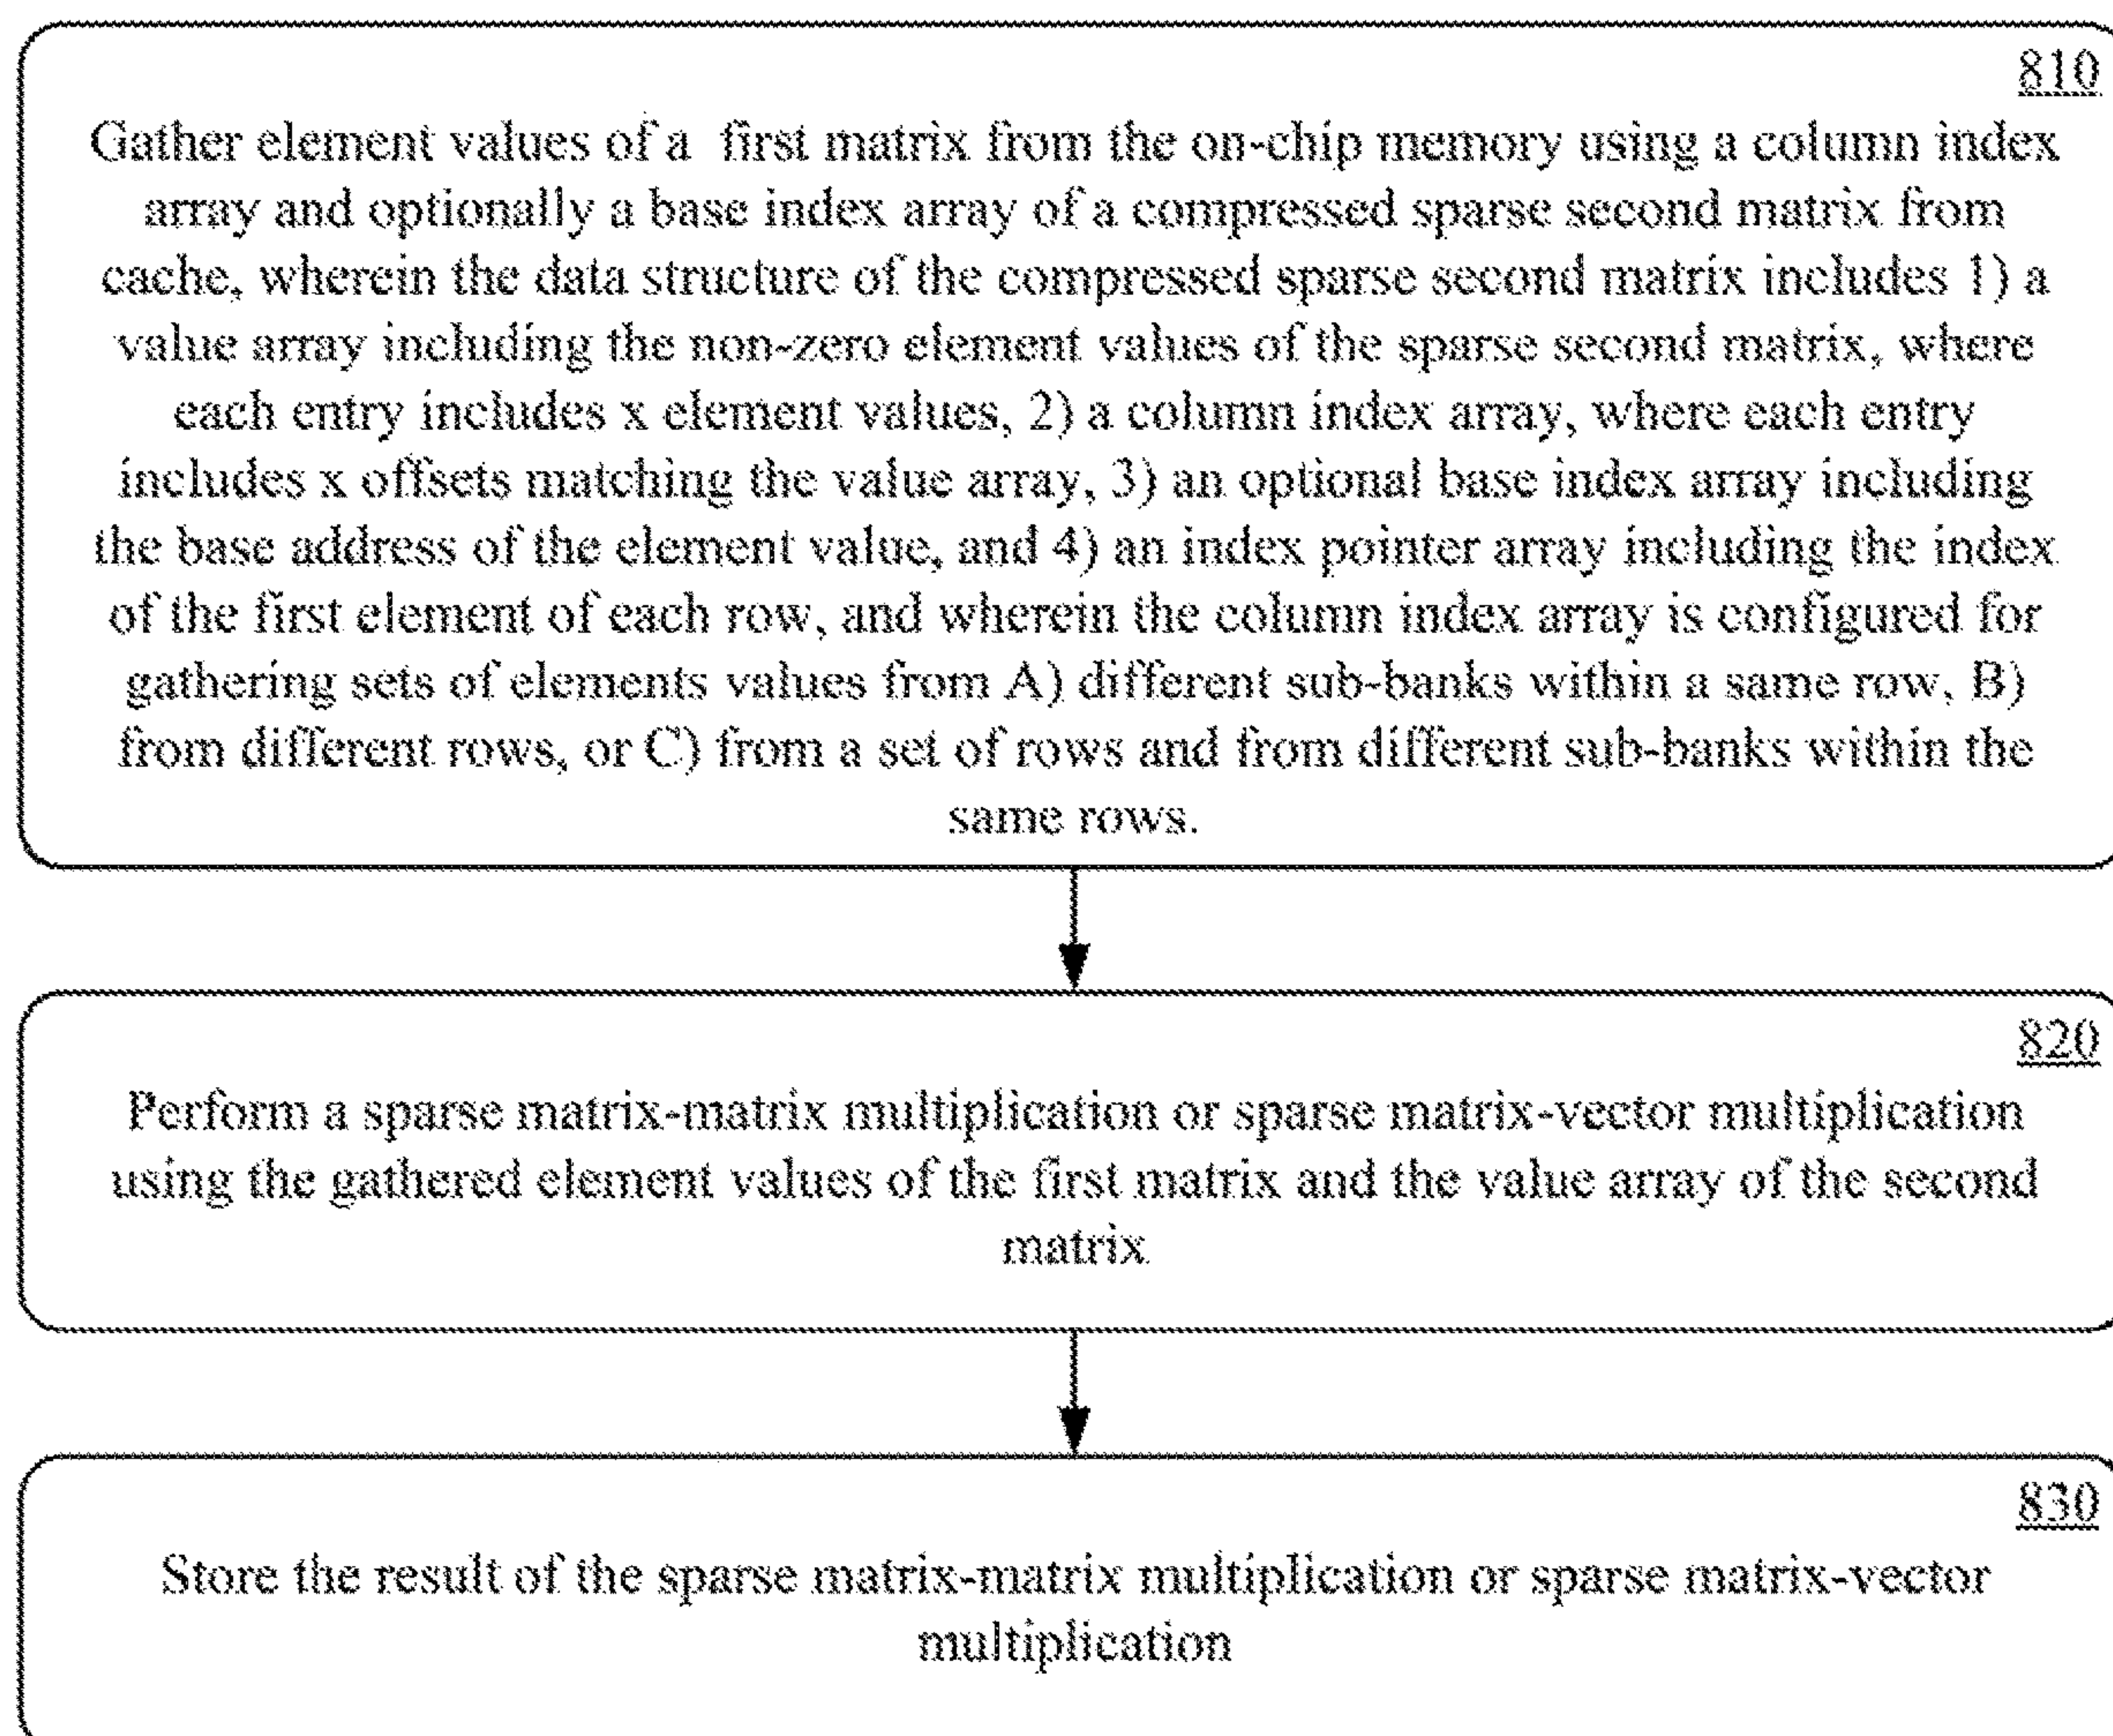 810
Gather element values of a first matrix from the on-chip memory using a column index
array and optionally a base index array of a compressed sparse second matrix from
cache, wherein the data structure of the compressed sparse second matrix includes 1) a
value array including the non-zero element values of the sparse second matrix, where
each entry includes x element values, 2) a column index array, where each entry
includes x offsets matching the value array, 3) an optional base index array including
the base address of the element value, and 4) an index pointer array including the index
of the first element of each row, and wherein the column index array is configured for
gathering sets of elements values from A) different sub-banks within a same row, B)
from different rows, or C) from a set of rows and from different sub-banks within the
same rows.
820
Perform a sparse matrix-matrix multiplication or sparse matrix-vector multiplication
using the gathered element values of the first matrix and the value array of the second
matrix
830
Store the result of the sparse matrix-matrix multiplication or sparse matrix-vector
multiplication